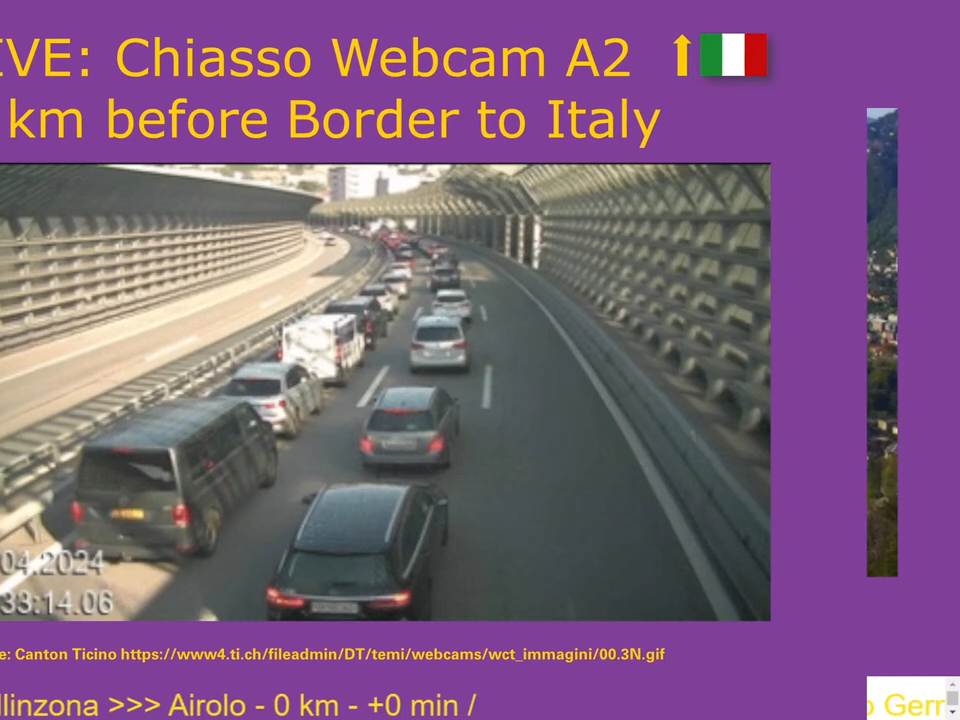 IVE: Chiasso Webcam A2
km before Border to Italy
04.2024
33:14.06
e: Canton Ticino https://www4.ti.ch/fileadmin/DT/temi/webcams/wct_immagini/00.3N.gif
llinzona >>> Airolo - 0 km - +0 min /
o Gerr